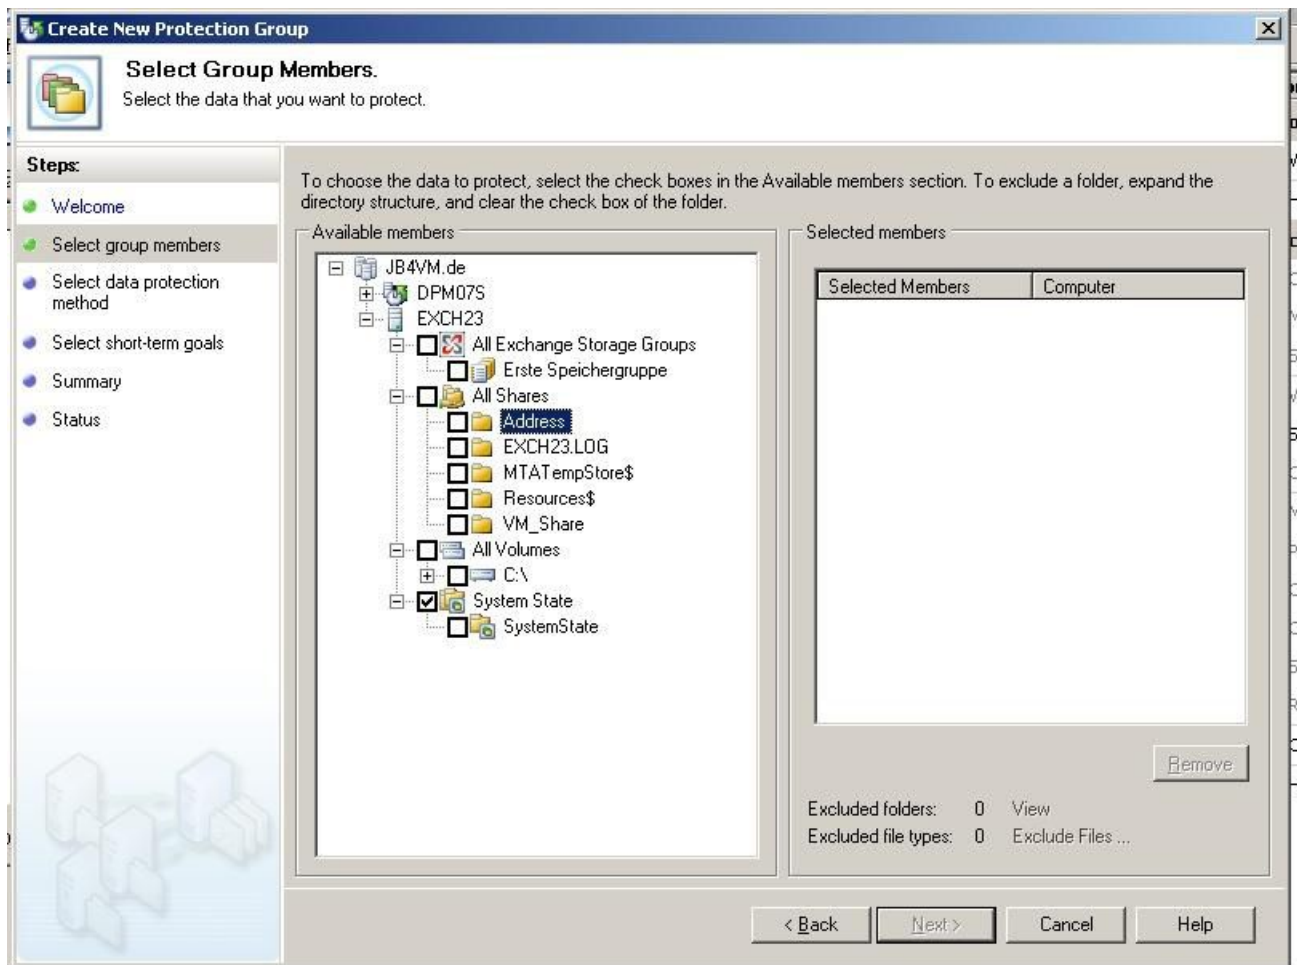 Create New Protection Group
Select Group Members.
Select the data that you want to protect.
Steps:
Welcome
Select group members
Select data protection
method
Select short-term goals
Summary
Status
To choose the data to protect, select the check boxes in the Available members section. To exclude a folder, expand the
directory structure, and clear the check box of the folder.
Available members
JB4VM.de
DPM07S
EXCH23
All Exchange Storage Groups
Erste Speichergruppe
All Shares
Address
EXCH23.LOG
MTATempStore$
Resources$
VM_Share
All Volumes
C:\
System State
SystemState
Selected members
Selected Members Computer
Remove
Excluded folders: 0 View
Excluded file types: 0 Exclude Files ...
< Back Next > Cancel Help